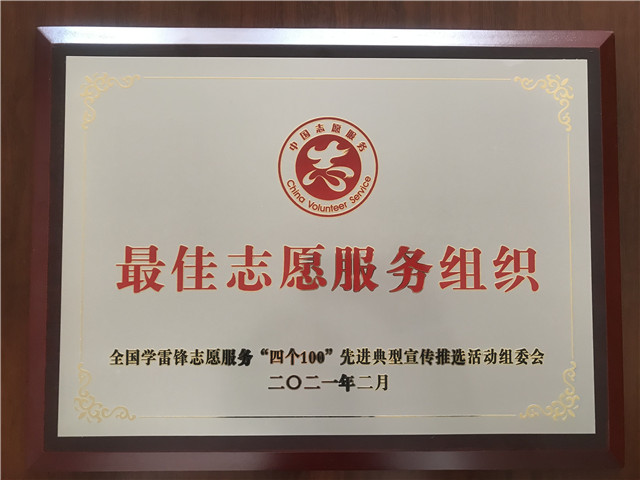 中国志愿服务
志
China Volunteer Service
最佳志愿服务组织
全国学雷锋志愿服务“四个100”先进典型宣传推选活动组委会
二〇二一年二月